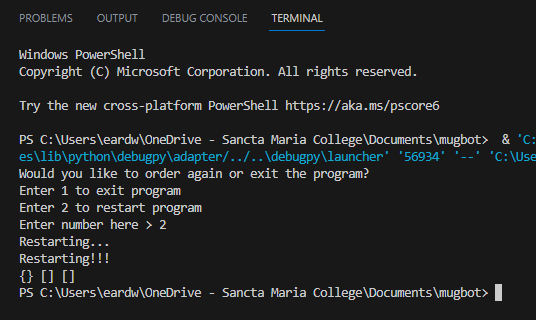 PROBLEMS OUTPUT DEBUG CONSOLE TERMINAL
Windows PowerShell
Copyright (C) Microsoft Corporation. All rights reserved.
Try the new cross-platform PowerShell https://aka.ms/pscore6
PS C:\Users\eardw\OneDrive - Sancta Maria College\Documents\mugbot>  & 'C:
es\lib\python\debugpy\adapter/../..\debugpy\launcher' '56934' '--' 'C:\Use
Would you like to order again or exit the program?
Enter 1 to exit program
Enter 2 to restart program
Enter number here > 2
Restarting...
Restarting!!!
{} [] []
PS C:\Users\eardw\OneDrive - Sancta Maria College\Documents\mugbot>